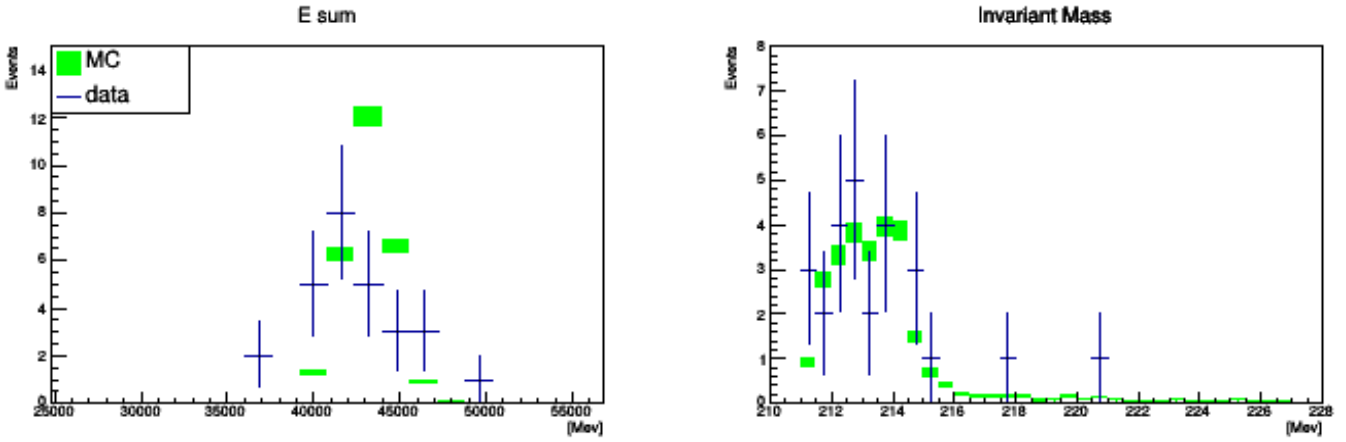 E sum
Events
MC
data
14
12
10
8
6
4
2
0
25000 30000 35000 40000 45000 50000 55000
[Mev]
Invariant Mass
Events
8
7
6
5
4
3
2
1
0
210 212 214 216 218 220 222 224 226 228
[Mev]